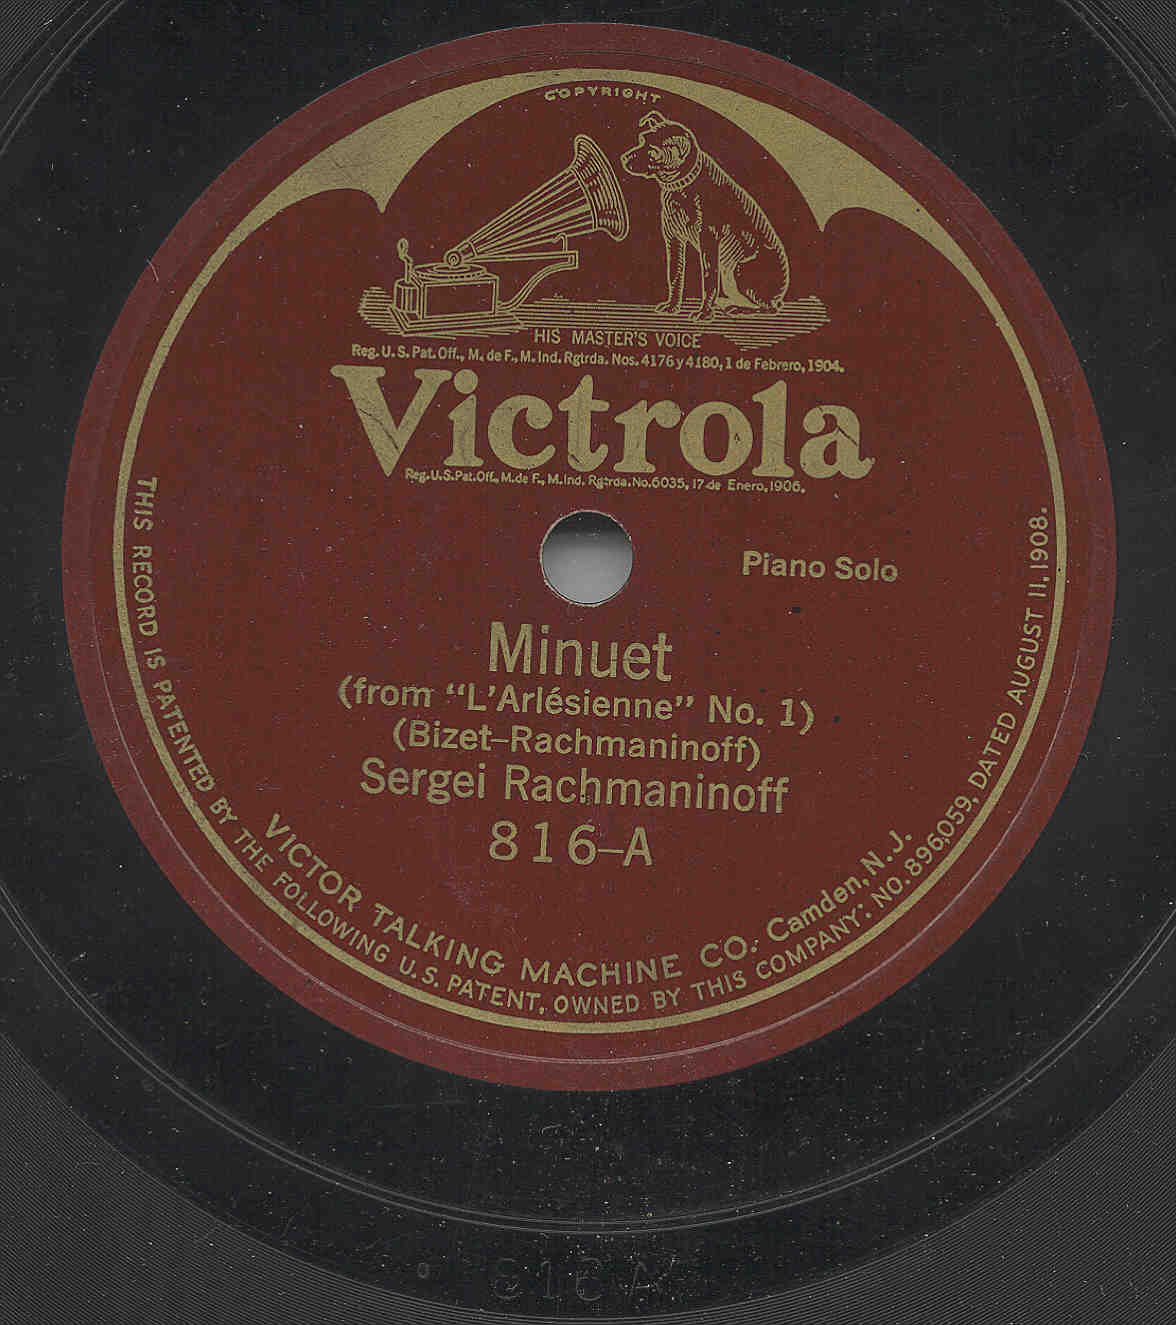 COPYRIGHT
HIS MASTER'S VOICE
Reg. U. S. Pat. Off., M. de F., M. Ind. Rgtrda. Nos. 4176 y 4180, 1 de Febrero, 1904.
Victrola
Reg. U.S. Pat. Off., M. de F., M. Ind. Rgtrda. No. 6035, 17 de Enero, 1906.
Piano Solo
Minuet
(from “L'Arlésienne” No. 1)
(Bizet–Rachmaninoff)
Sergei Rachmaninoff
816–A
VICTOR TALKING MACHINE CO. Camden, N. J.
THIS RECORD IS PATENTED BY THE FOLLOWING U.S. PATENT, OWNED BY THIS COMPANY: NO. 896,059, DATED AUGUST 11, 1908.
816 A